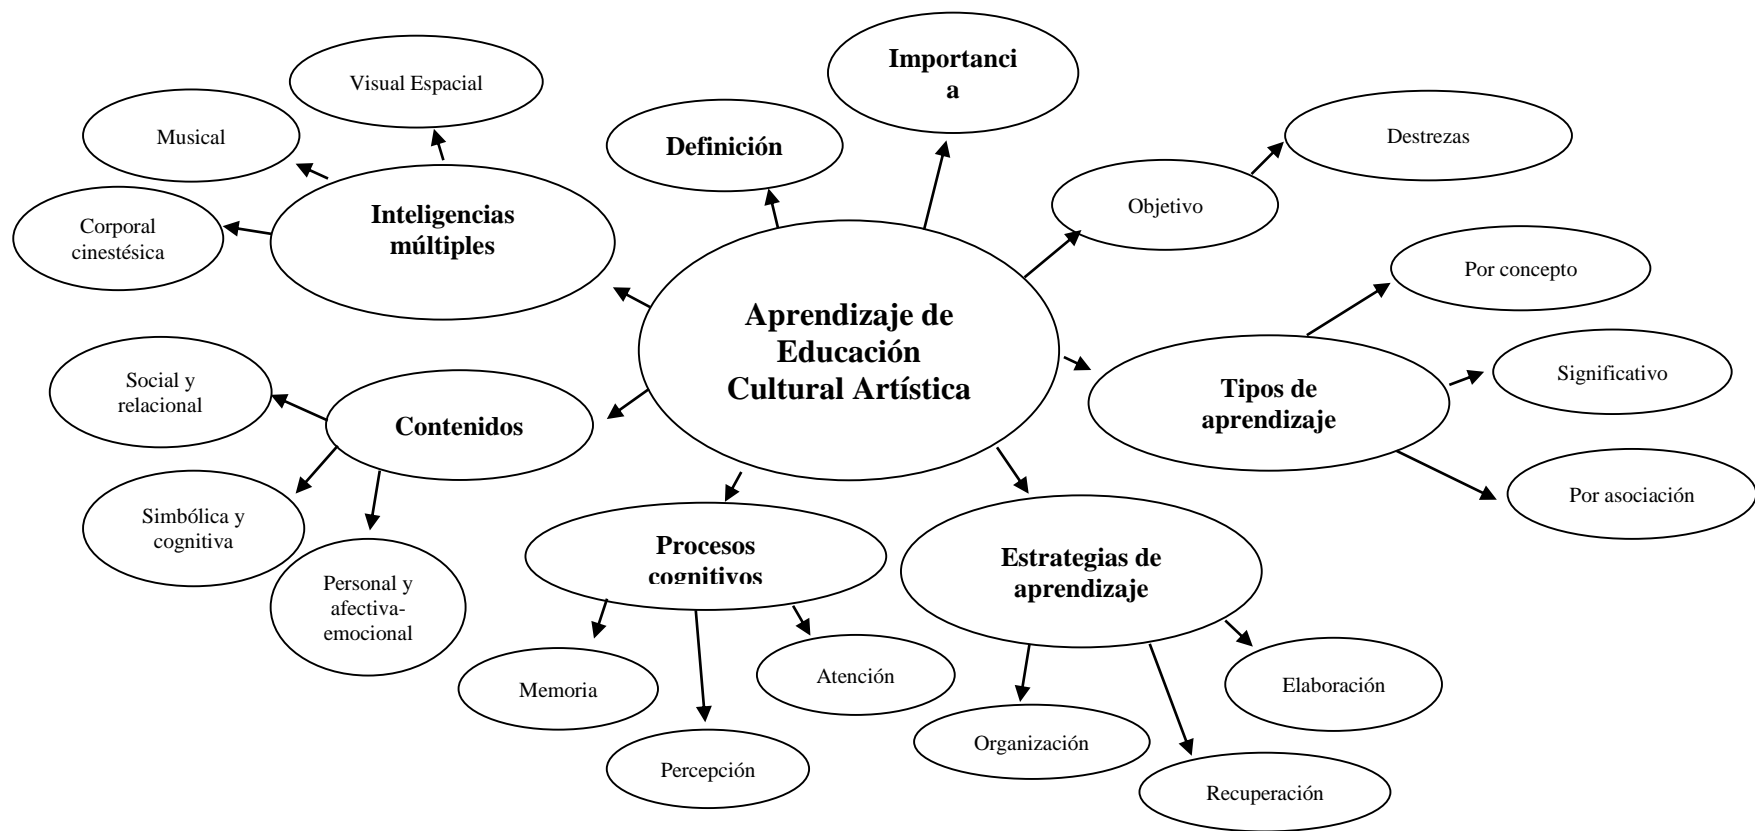 Importanci
a
Visual Espacial
Musical
Definición
Destrezas
Objetivo
Inteligencias
múltiples
Corporal
cinestésica
Por concepto
Aprendizaje de
Educación
Cultural Artística
Social y
relacional
Contenidos
Tipos de
aprendizaje
Significativo
Por asociación
Simbólica y
cognitiva
Personal y
afectiva-
emocional
Procesos
cognitivos
Estrategias de
aprendizaje
Memoria
Atención
Percepción
Elaboración
Organización
Recuperación